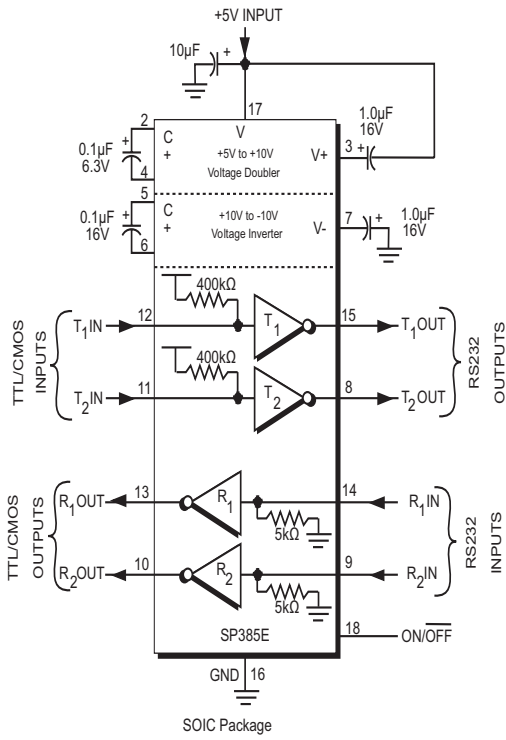 +5V INPUT
10µF +
17
2
V
1.0µF
16V
0.1µF
6.3V
+
C
+
+5V to +10V
Voltage Doubler
V+
3 +
4
5
0.1µF
16V
+
C
+
+10V to -10V
Voltage Inverter
V-
7 +
1.0µF
16V
6
400kΩ
TTL/CMOS
INPUTS
T1IN
12
T1
15
T1OUT
RS232
OUTPUTS
400kΩ
T2IN
11
T2
8
T2OUT
TTL/CMOS
OUTPUTS
R1OUT
13
R1
14
R1IN
RS232
INPUTS
5kΩ
R2OUT
10
R2
9
R2IN
5kΩ
18
ON/OFF
SP385E
GND 16
SOIC Package